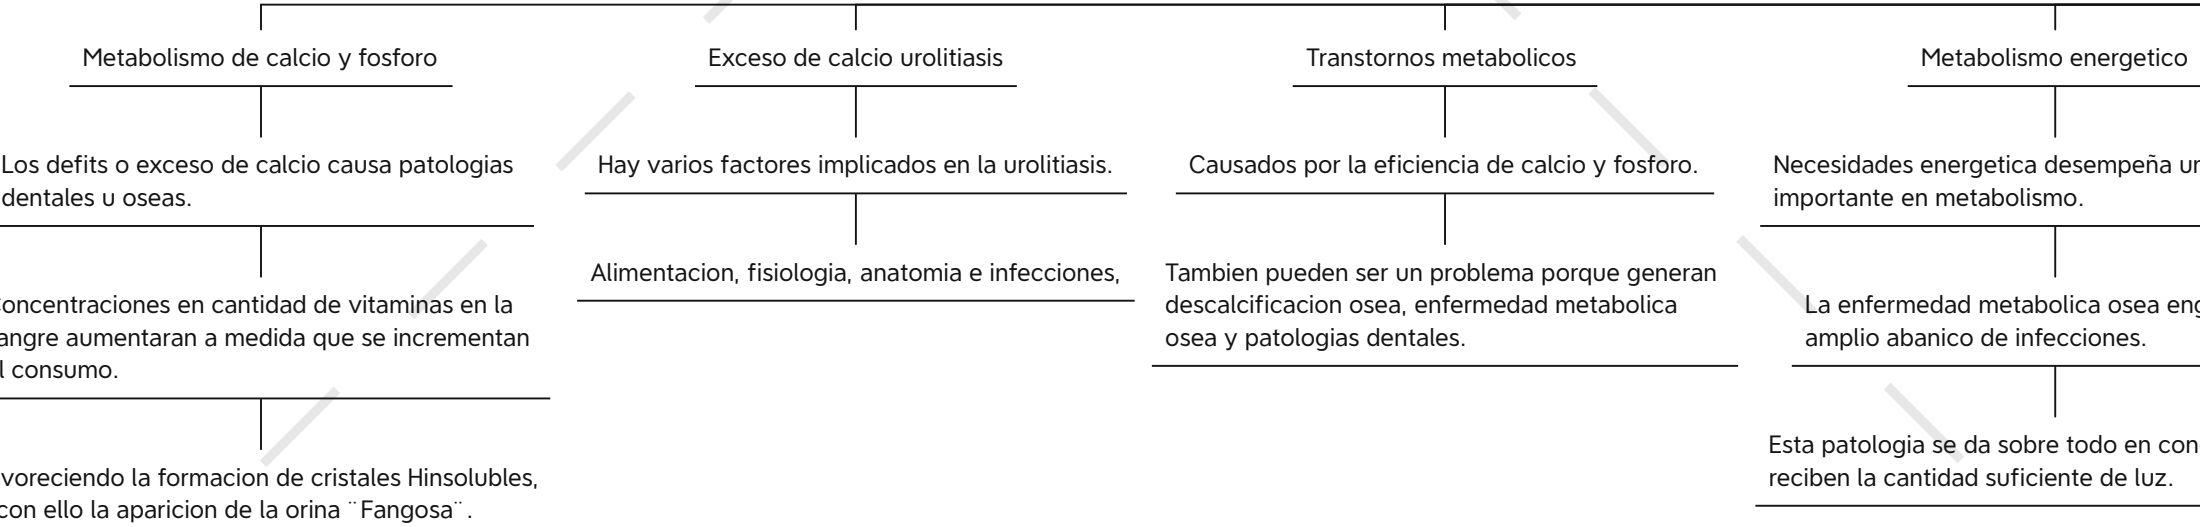 Metabolismo de calcio y fosforo
Los defits o exceso de calcio causa patologias
dentales u oseas.
concentraciones en cantidad de vitaminas en la
angre aumentaran a medida que se incrementan
l consumo.
voreciendo la formacion de cristales Hinsolubles,
con ello la aparicion de la orina ¨Fangosa¨.
Exceso de calcio urolitiasis
Hay varios factores implicados en la urolitiasis.
Alimentacion, fisiologia, anatomia e infecciones,
Transtornos metabolicos
Causados por la eficiencia de calcio y fosforo.
Tambien pueden ser un problema porque generan
descalcificacion osea, enfermedad metabolica
osea y patologias dentales.
Metabolismo energetico
Necesidades energetica desempeña un
importante en metabolismo.
La enfermedad metabolica osea eng
amplio abanico de infecciones.
Esta patologia se da sobre todo en con
reciben la cantidad suficiente de luz.